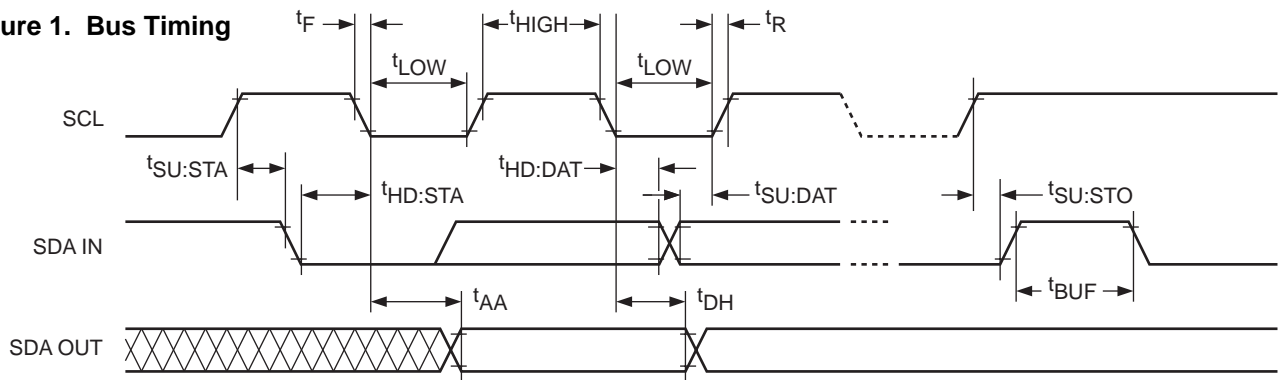 ure 1. Bus Timing
tF
tHIGH
tR
tLOW
tLOW
SCL
tSU:STA
tHD:STA
tHD:DAT
tSU:DAT
tSU:STO
SDA IN
tBUF
tAA
tDH
SDA OUT